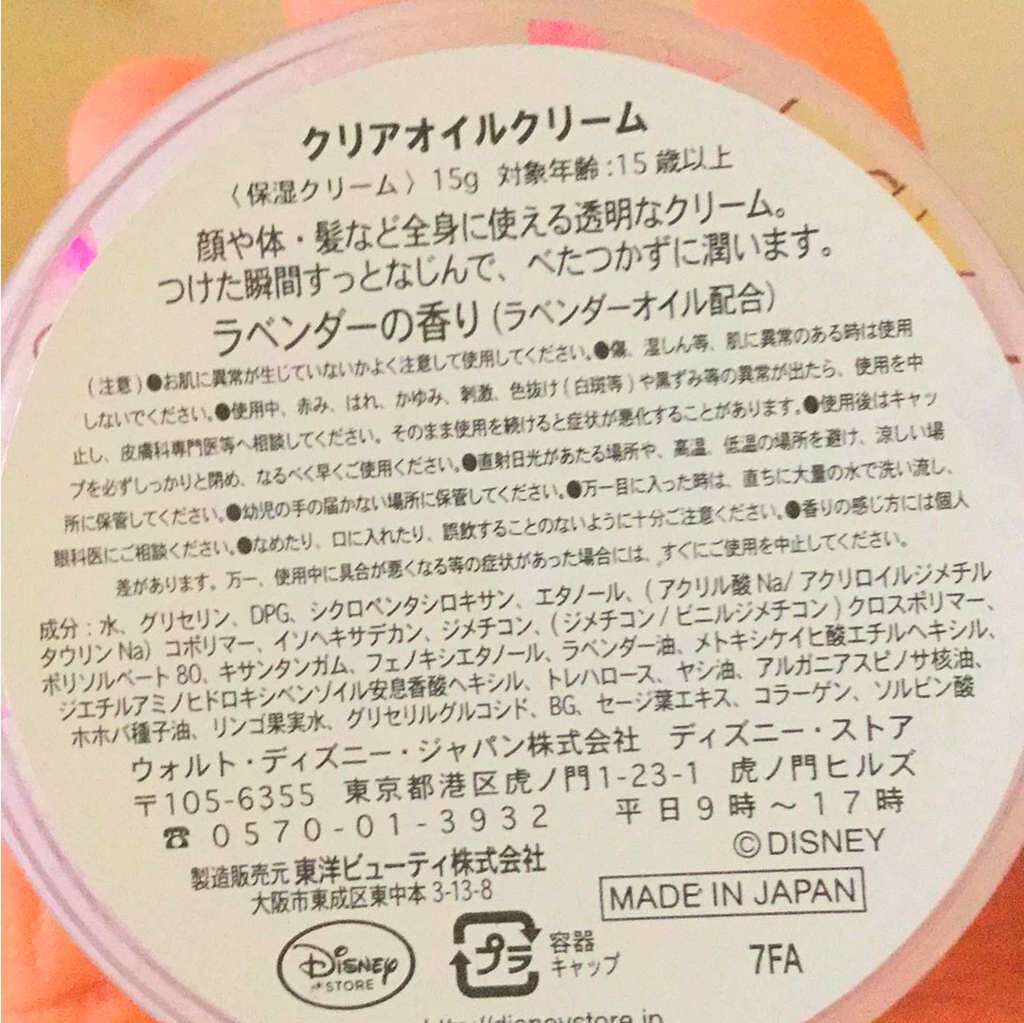 クリアオイルクリーム
〈保湿クリーム〉15g 対象年齢:15歳以上
顔や体・髪など全身に使える透明なクリーム。
つけた瞬間すっとなじんで、べたつかずに潤います。
ラベンダーの香り(ラベンダーオイル配合)
(注意)●お肌に異常が生じていないかよく注意して使用してください。●傷、湿しん等、肌に異常のある時は使用
しないでください。●使用中、赤み、はれ、かゆみ、刺激、色抜け(白斑等)や黒ずみ等の異常が出たら、使用を中
止し、皮膚科専門医等へ相談してください。そのまま使用を続けると症状が悪化することがあります。●使用後はキャッ
プを必ずしっかりと閉め、なるべく早くご使用ください。●直射日光があたる場所や、高温、低温の場所を避け、涼しい場
所に保管してください。●幼児の手の届かない場所に保管してください。●万一目に入った時は、直ちに大量の水で洗い流し、
眼科医にご相談ください。●なめたり、口に入れたり、誤飲することのないように十分ご注意ください。●香りの感じ方には個人
差があります。万一、使用中に具合が悪くなる等の症状があった場合には、すぐにご使用を中止してください。
成分:水、グリセリン、DPG、シクロペンタシロキサン、エタノール、(アクリル酸Na/アクリロイルジメチル
タウリンNa)コポリマー、イソヘキサデカン、ジメチコン、(ジメチコン/ビニルジメチコン)クロスポリマー、
ポリソルベート80、キサンタンガム、フェノキシエタノール、ラベンダー油、メトキシケイヒ酸エチルヘキシル、
ジエチルアミノヒドロキシベンゾイル安息香酸ヘキシル、トレハロース、ヤシ油、アルガニアスピノサ核油、
ホホバ種子油、リンゴ果実水、グリセリルグルコシド、BG、セージ葉エキス、コラーゲン、ソルビン酸
ウォルト・ディズニー・ジャパン株式会社 ディズニー・ストア
〒105-6355 東京都港区虎ノ門1-23-1 虎ノ門ヒルズ
☎0570-01-3932 平日9時～17時
©DISNEY
製造販売元 東洋ビューティ株式会社
大阪市東成区東中本3-13-8
MADE IN JAPAN
DISNEY STORE
プラ 容器 キャップ
7FA
http://disneystore.jp